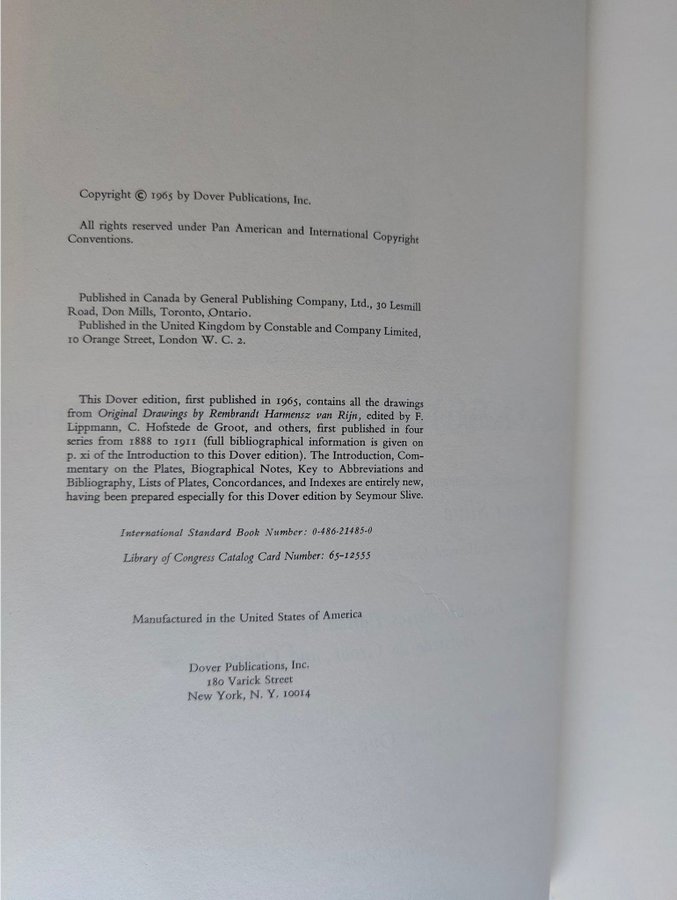 Copyright © 1965 by Dover Publications, Inc.
All rights reserved under Pan American and International Copyright
Conventions.
Published in Canada by General Publishing Company, Ltd., 30 Lesmill
Road, Don Mills, Toronto, Ontario.
Published in the United Kingdom by Constable and Company Limited,
10 Orange Street, London W. C. 2.
This Dover edition, first published in 1965, contains all the drawings
from Original Drawings by Rembrandt Harmensz van Rijn, edited by F.
Lippmann, C. Hofstede de Groot, and others, first published in four
series from 1888 to 1911 (full bibliographical information is given on
p. xi of the Introduction to this Dover edition). The Introduction, Com-
mentary on the Plates, Biographical Notes, Key to Abbreviations and
Bibliography, Lists of Plates, Concordances, and Indexes are entirely new,
having been prepared especially for this Dover edition by Seymour Slive.
International Standard Book Number: 0-486-21485-0
Library of Congress Catalog Card Number: 65-12555
Manufactured in the United States of America
Dover Publications, Inc.
180 Varick Street
New York, N. Y. 10014